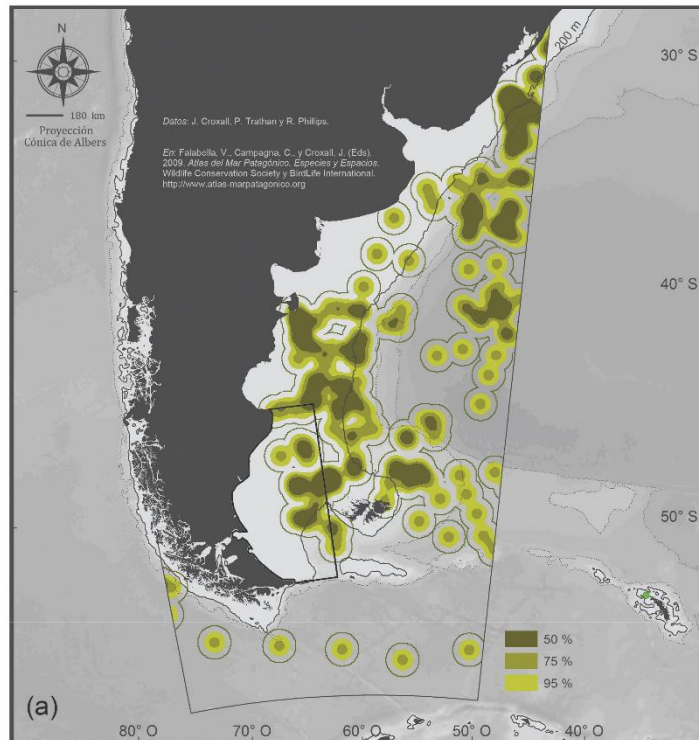 N
180 km
Proyección
Cónica de Albers
Datos: J. Croxall, P. Trathan y R. Phillips.
En: Falabella, V., Campagna, C., y Croxall, J. (Eds).
2009. Atlas del Mar Patagónico. Especies y Espacios.
Wildlife Conservation Society y BirdLife International.
http://www.atlas-marpatagonico.org
200 m
30° S
40° S
50° S
50 %
75 %
95 %
(a)
80° O
70° O
60° O
50° O
40° O